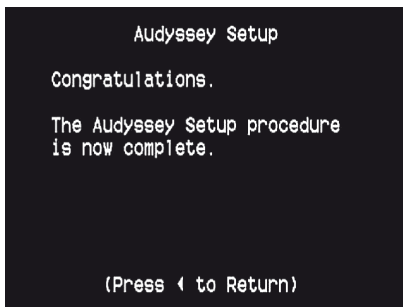 Audyssey Setup
Congratulations.
The Audyssey Setup procedure
is now complete.
(Press ◂ to Return)